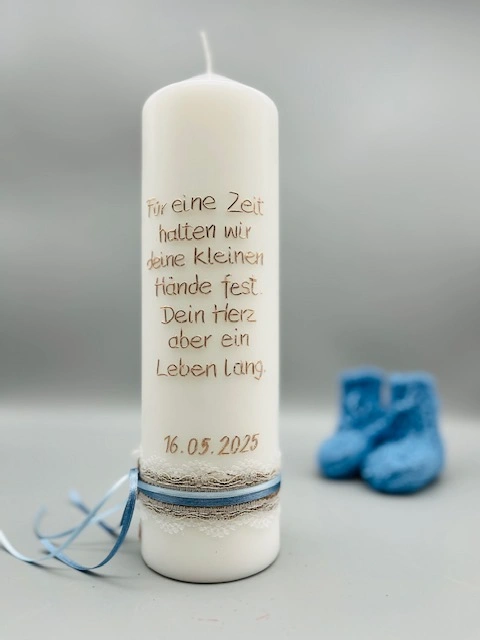 Für eine Zeit
halten wir
deine kleinen
Hände fest.
Dein Herz
aber ein
Leben lang.
16.05.2025